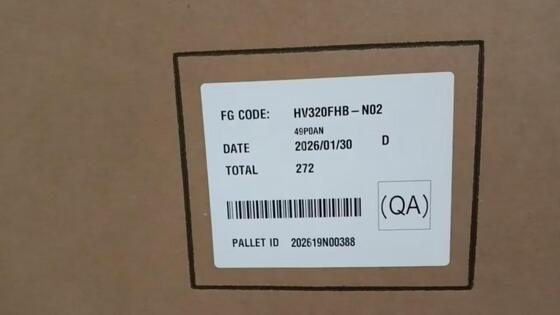 FG CODE: HV320FHB-N02
49P0AN
DATE 2026/01/30 D
TOTAL 272
(QA)
PALLET ID 202619N00388